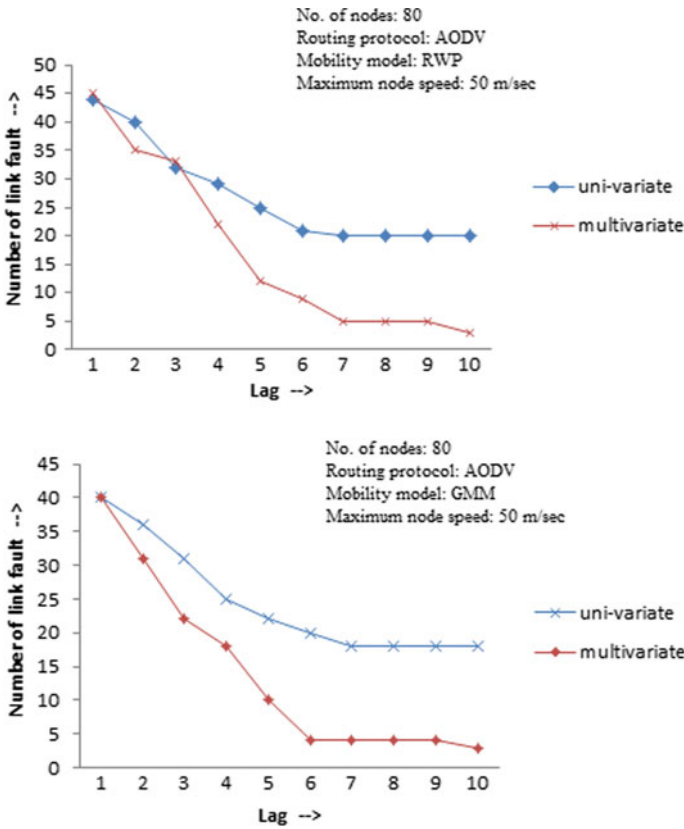 No. of nodes: 80
Routing protocol: AODV
Mobility model: RWP
Maximum node speed: 50 m/sec
Number of link fault -->
50
45
40
35
30
25
20
15
10
5
0
1 2 3 4 5 6 7 8 9 10
Lag -->
uni-variate
multivariate
No. of nodes: 80
Routing protocol: AODV
Mobility model: GMM
Maximum node speed: 50 m/sec
Number of link fault -->
45
40
35
30
25
20
15
10
5
0
1 2 3 4 5 6 7 8 9 10
Lag -->
uni-variate
multivariate